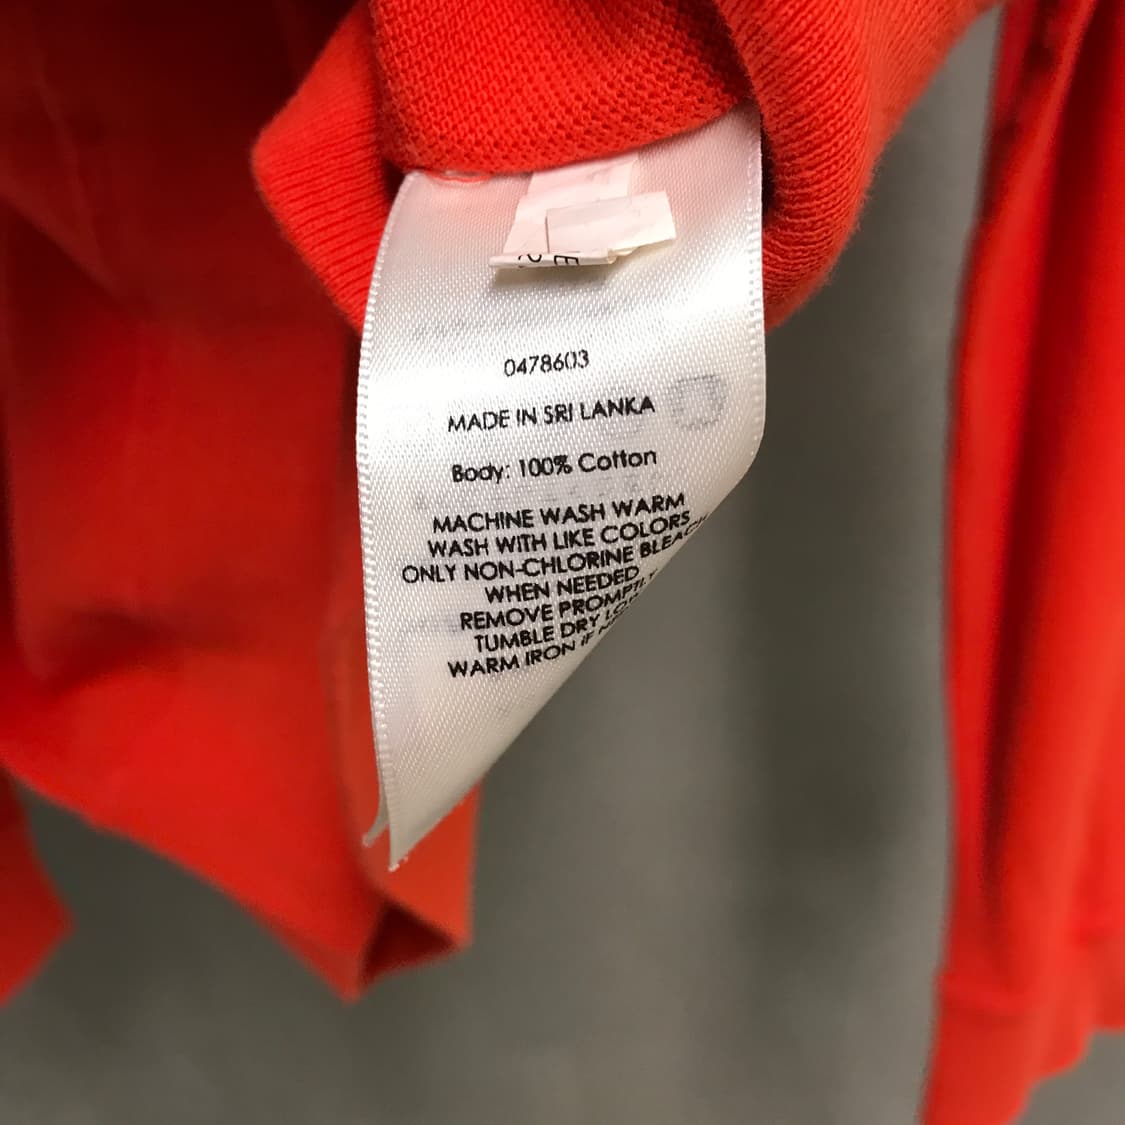 0478603
MADE IN SRI LANKA
Body: 100% Cotton
MACHINE WASH WARM
WASH WITH LIKE COLORS
ONLY NON-CHLORINE BLEACH
WHEN NEEDED
REMOVE PROMPTLY
TUMBLE DRY
WARM IRON IF